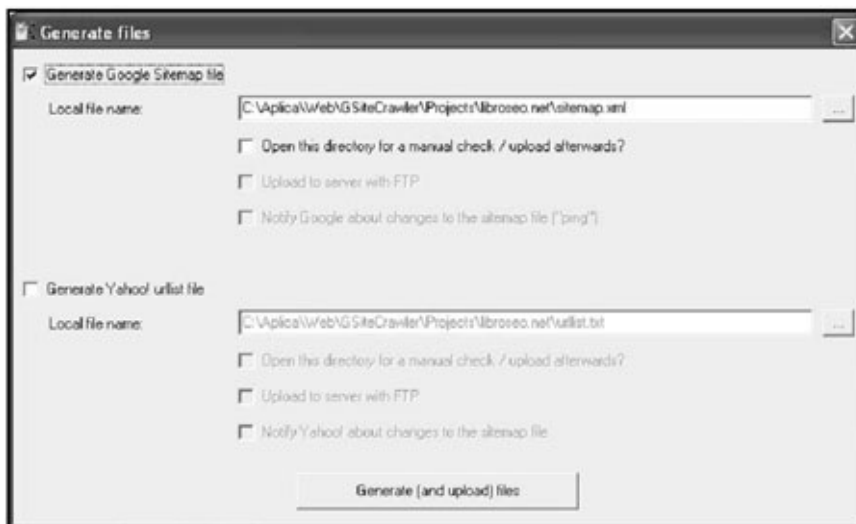 Generate files
Generate Google Sitemap file
Local file name: C:\Aplica\Web\GSiteCrawler\Projects\libroseo.net\sitemap.xml ...
Open this directory for a manual check / upload afterwards?
Upload to server with FTP
Notify Google about changes to the sitemap file ("ping")
Generate Yahoo! urllist file
Local file name: C:\Aplica\Web\GSiteCrawler\Projects\libroseo.net\urllist.txt ...
Open this directory for a manual check / upload afterwards?
Upload to server with FTP
Notify Yahoo! about changes to the sitemap file
Generate (and upload) files